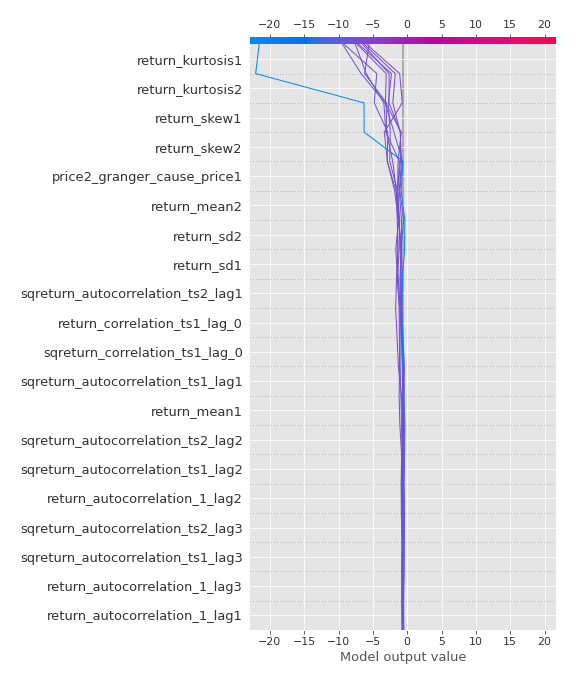 −20 −15 −10 −5 0 5 10 15 20
return_kurtosis1
return_kurtosis2
return_skew1
return_skew2
price2_granger_cause_price1
return_mean2
return_sd2
return_sd1
sqreturn_autocorrelation_ts2_lag1
return_correlation_ts1_lag_0
sqreturn_correlation_ts1_lag_0
sqreturn_autocorrelation_ts1_lag1
return_mean1
sqreturn_autocorrelation_ts2_lag2
sqreturn_autocorrelation_ts1_lag2
return_autocorrelation_1_lag2
sqreturn_autocorrelation_ts2_lag3
sqreturn_autocorrelation_ts1_lag3
return_autocorrelation_1_lag3
return_autocorrelation_1_lag1
−20 −15 −10 −5 0 5 10 15 20
Model output value